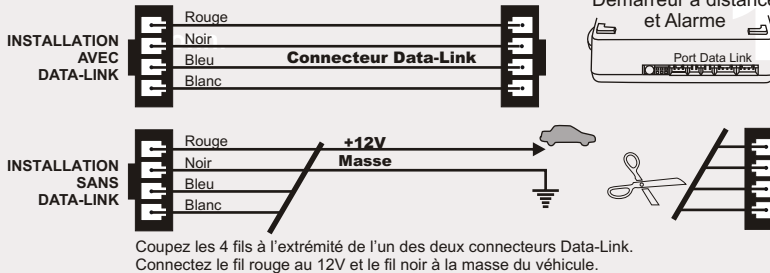 INSTALLATION
AVEC
DATA-LINK
Rouge
Noir
Bleu
Blanc
Connecteur Data-Link
Démarreur à distance
et Alarme
Port Data Link
INSTALLATION
SANS
DATA-LINK
Rouge
Noir
Bleu
Blanc
+12V
Masse
Coupez les 4 fils à l'extrémité de l'un des deux connecteurs Data-Link.
Connectez le fil rouge au 12V et le fil noir à la masse du véhicule.